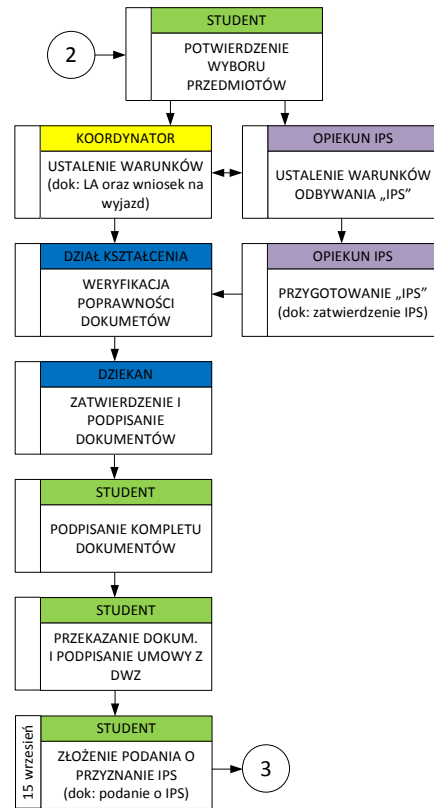 2
STUDENT
POTWIERDZENIE
WYBORU
PRZEDMIOTÓW
KOORDYNATOR
USTALENIE WARUNKÓW
(dok: LA oraz wniosek na
wyjazd)
OPIEKUN IPS
USTALENIE WARUNKÓW
ODBYWANIA „IPS”
DZIAŁ KSZTAŁCENIA
WERYFIKACJA
POPRAWNOŚCI
DOKUMETÓW
OPIEKUN IPS
PRZYGOTOWANIE „IPS”
(dok: zatwierdzenie IPS)
DZIEKAN
ZATWIERDZENIE I
PODPISANIE
DOKUMENTÓW
STUDENT
PODPISANIE KOMPLETU
DOKUMENTÓW
STUDENT
PRZEKAZANIE DOKUM.
I PODPISANIE UMOWY Z
DWZ
15 wrzesień
STUDENT
ZŁOŻENIE PODANIA O
PRZYZNANIE IPS
(dok: podanie o IPS)
3